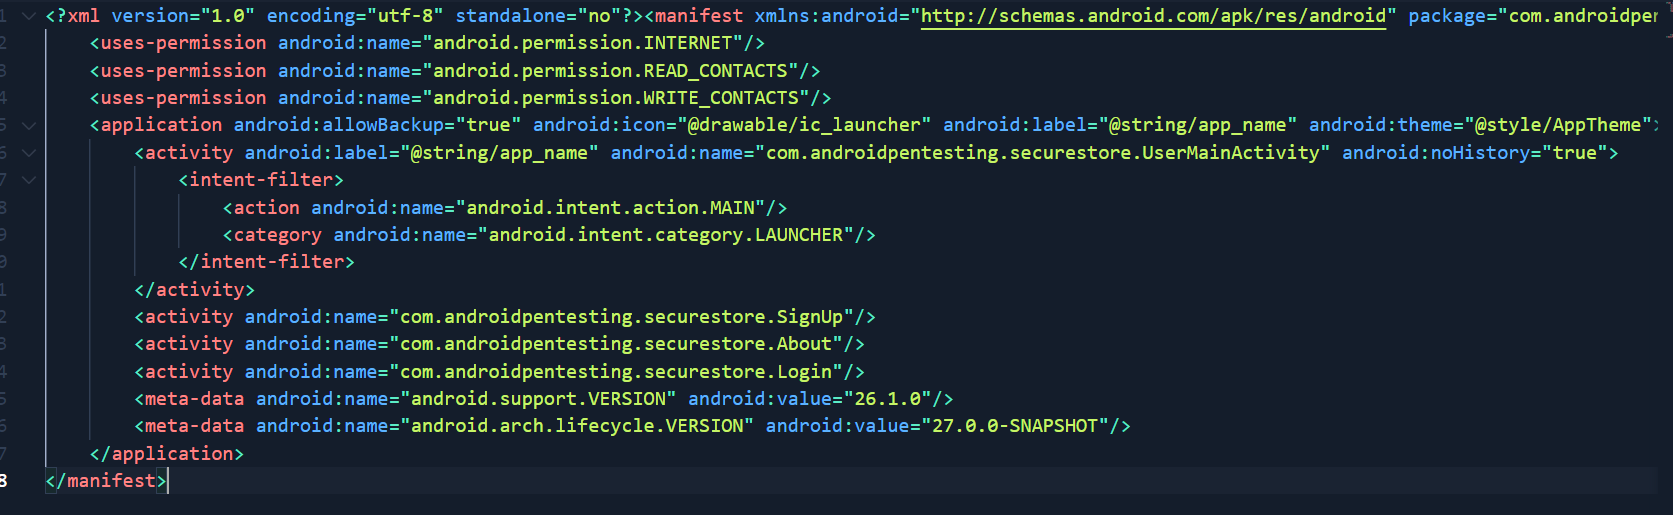 1 <?xml version="1.0" encoding="utf-8" standalone="no"?><manifest xmlns:android="http://schemas.android.com/apk/res/android" package="com.androidper
2 <uses-permission android:name="android.permission.INTERNET"/>
3 <uses-permission android:name="android.permission.READ_CONTACTS"/>
4 <uses-permission android:name="android.permission.WRITE_CONTACTS"/>
5 <application android:allowBackup="true" android:icon="@drawable/ic_launcher" android:label="@string/app_name" android:theme="@style/AppTheme">
6 <activity android:label="@string/app_name" android:name="com.androidpentesting.securestore.UserMainActivity" android:noHistory="true">
7 <intent-filter>
8 <action android:name="android.intent.action.MAIN"/>
9 <category android:name="android.intent.category.LAUNCHER"/>
0 </intent-filter>
1 </activity>
2 <activity android:name="com.androidpentesting.securestore.SignUp"/>
3 <activity android:name="com.androidpentesting.securestore.About"/>
4 <activity android:name="com.androidpentesting.securestore.Login"/>
5 <meta-data android:name="android.support.VERSION" android:value="26.1.0"/>
6 <meta-data android:name="android.arch.lifecycle.VERSION" android:value="27.0.0-SNAPSHOT"/>
7 </application>
8 </manifest>